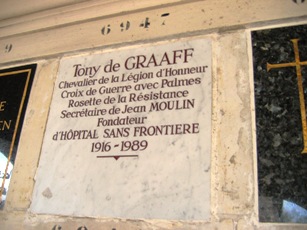 6947
Tony de GRAAFF
Chevalier de la Légion d'Honneur
Croix de Guerre avec Palmes
Rosette de la Résistance
Secrétaire de Jean MOULIN
Fondateur
d'HÔPITAL SANS FRONTIERE
1916-1989